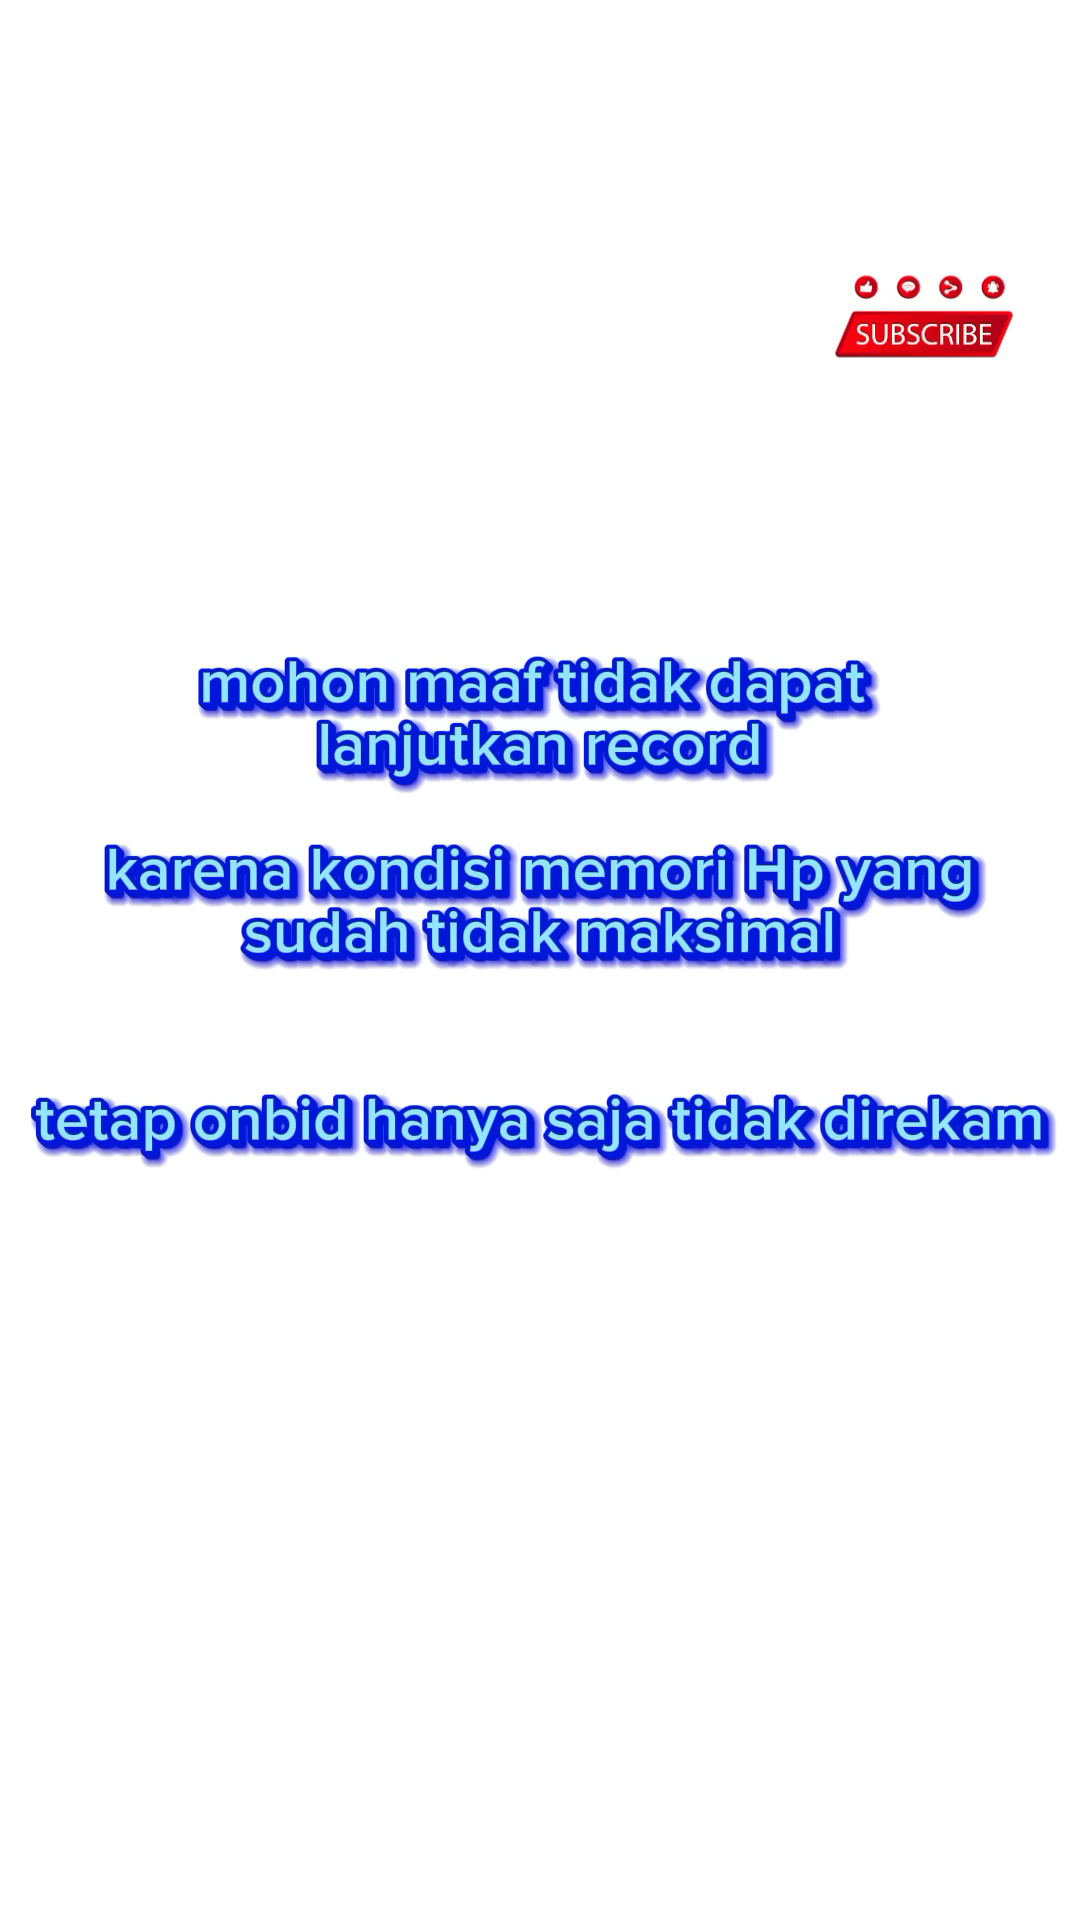 SUBSCRIBE
mohon maaf tidak dapat
lanjutkan record
karena kondisi memori Hp yang
sudah tidak maksimal
tetap onbid hanya saja tidak direkam